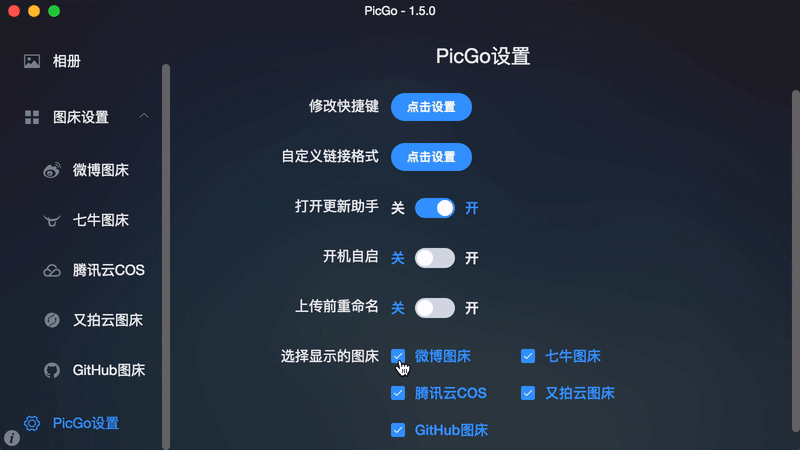 PicGo - 1.5.0
相册
图床设置
微博图床
七牛图床
腾讯云COS
又拍云图床
GitHub图床
PicGo设置
PicGo设置
修改快捷键 点击设置
自定义链接格式 点击设置
打开更新助手 关 开
开机自启 关 开
上传前重命名 关 开
选择显示的图床 微博图床 七牛图床
腾讯云COS 又拍云图床
GitHub图床